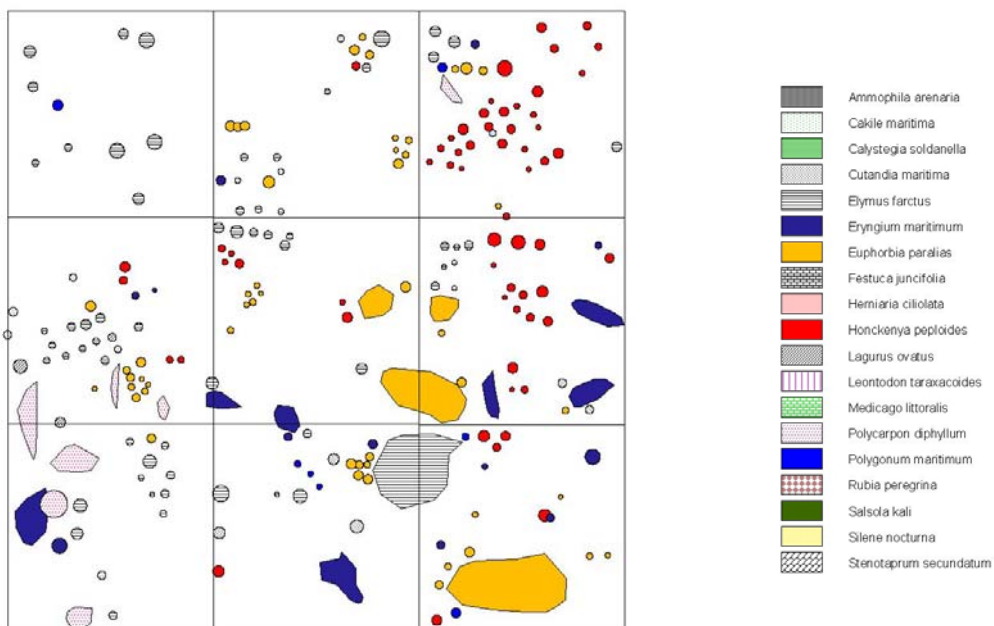 Ammophila arenaria
Cakile maritima
Calystegia soldanella
Cutandia maritima
Elymus farctus
Eryngium maritimum
Euphorbia paralias
Festuca juncifolia
Herniaria ciliolata
Honckenya peploides
Lagurus ovatus
Leontodon taraxacoides
Medicago littoralis
Polycarpon diphyllum
Polygonum maritimum
Rubia peregrina
Salsola kali
Silene nocturna
Stenotaprum secundatum